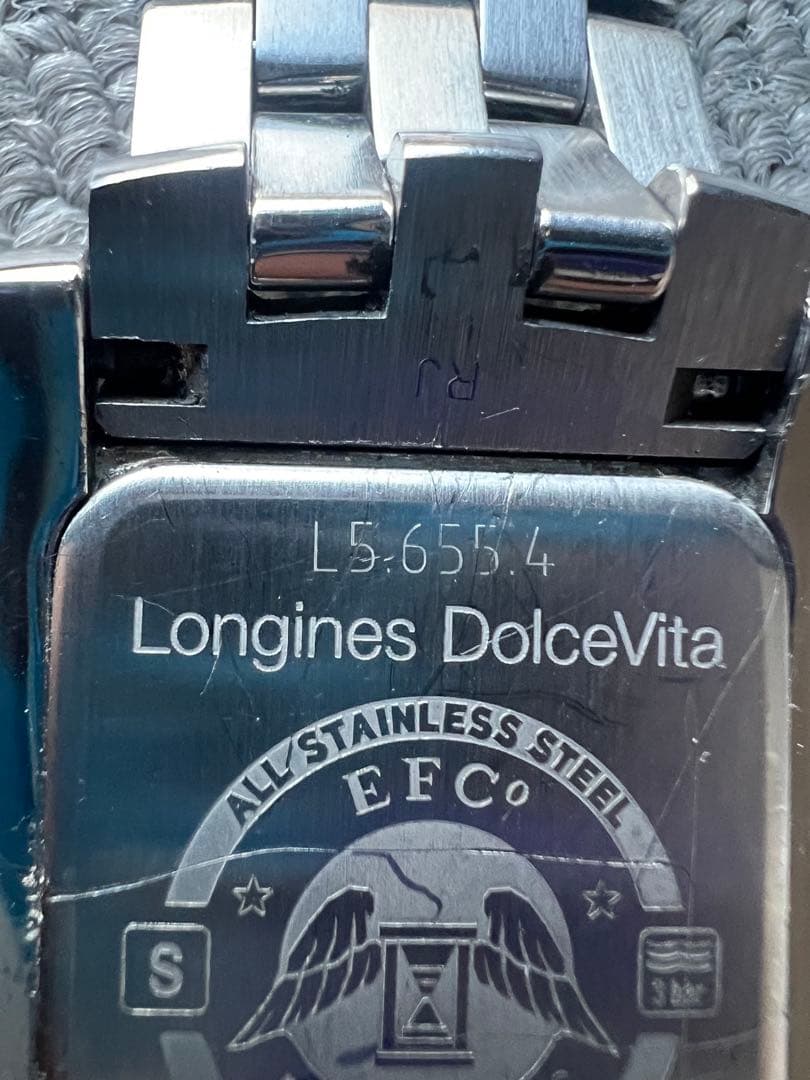 RJ
L5.655.4
Longines DolceVita
ALL STAINLESS STEEL
EFCo
S
3 bar